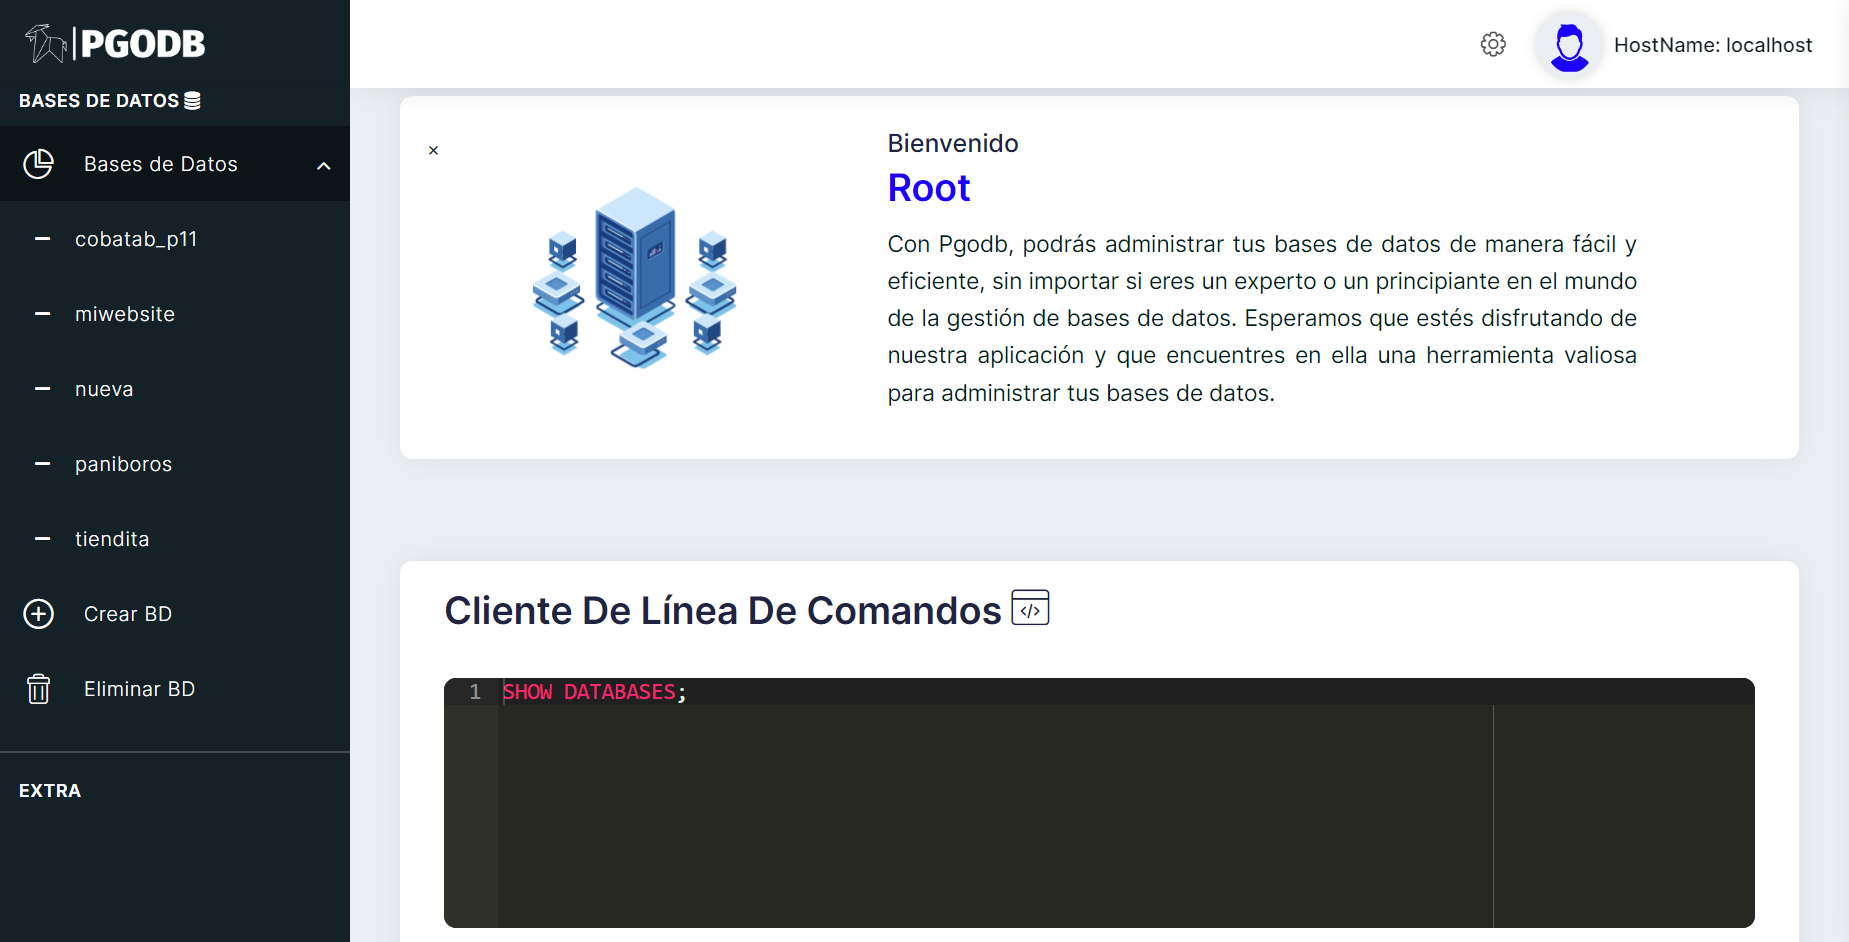 PGODB
BASES DE DATOS
Bases de Datos
cobatab_p11
miwebsite
nueva
paniboros
tiendita
Crear BD
Eliminar BD
EXTRA
HostName: localhost
×
Bienvenido
Root
Con Pgodb, podrás administrar tus bases de datos de manera fácil y
eficiente, sin importar si eres un experto o un principiante en el mundo
de la gestión de bases de datos. Esperamos que estés disfrutando de
nuestra aplicación y que encuentres en ella una herramienta valiosa
para administrar tus bases de datos.
Cliente De Línea De Comandos </>
1 SHOW DATABASES;